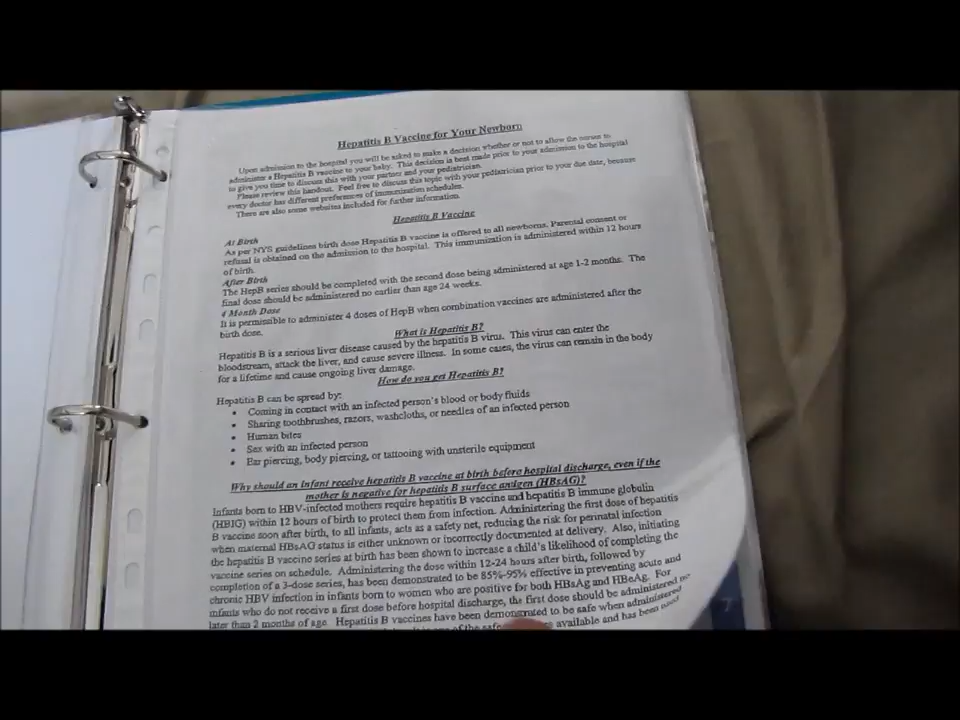 Hepatitis B Vaccine for Your Newborn
Upon admission to the hospital you will be asked to make a decision whether or not to allow the nurses to
administer a Hepatitis B vaccine to your baby. This decision is best made prior to your admission to the hospital
to give you time to discuss this with your partner and your pediatrician.
Please review this handout. Feel free to discuss this topic with your pediatrician prior to your due date, because
every doctor has different preferences of immunization schedules.
There are also some websites included for further information.
Hepatitis B Vaccine
At Birth
As per NYS guidelines birth dose Hepatitis B vaccine is offered to all newborns. Parental consent or
refusal is obtained on the admission to the hospital. This immunization is administered within 12 hours
of birth.
After Birth
The HepB series should be completed with the second dose being administered at age 1-2 months. The
final dose should be administered no earlier than age 24 weeks.
4 Month Dose
It is permissible to administer 4 doses of HepB when combination vaccines are administered after the
birth dose.
What is Hepatitis B?
Hepatitis B is a serious liver disease caused by the hepatitis B virus. This virus can enter the
bloodstream, attack the liver, and cause severe illness. In some cases, the virus can remain in the body
for a lifetime and cause ongoing liver damage.
How do you get Hepatitis B?
Hepatitis B can be spread by:
• Coming in contact with an infected person's blood or body fluids
• Sharing toothbrushes, razors, washcloths, or needles of an infected person
• Human bites
• Sex with an infected person
• Ear piercing, body piercing, or tattooing with unsterile equipment
Why should an infant receive hepatitis B vaccine at birth before hospital discharge, even if the
mother is negative for hepatitis B surface antigen (HBsAG)?
Infants born to HBV-infected mothers require hepatitis B vaccine and hepatitis B immune globulin
(HBIG) within 12 hours of birth to protect them from infection. Administering the first dose of hepatitis
B vaccine soon after birth, to all infants, acts as a safety net, reducing the risk for perinatal infection
when maternal HBsAG status is either unknown or incorrectly documented at delivery. Also, initiating
the hepatitis B vaccine series at birth has been shown to increase a child's likelihood of completing the
vaccine series on schedule. Administering the dose within 12-24 hours after birth, followed by
completion of a 3-dose series, has been demonstrated to be 85%-95% effective in preventing acute and
chronic HBV infection in infants born to women who are positive for both HBsAg and HBeAg. For
infants who do not receive a first dose before hospital discharge, the first dose should be administered no
later than 2 months of age. Hepatitis B vaccines have been demonstrated to be safe when administered
of the available and has been
7